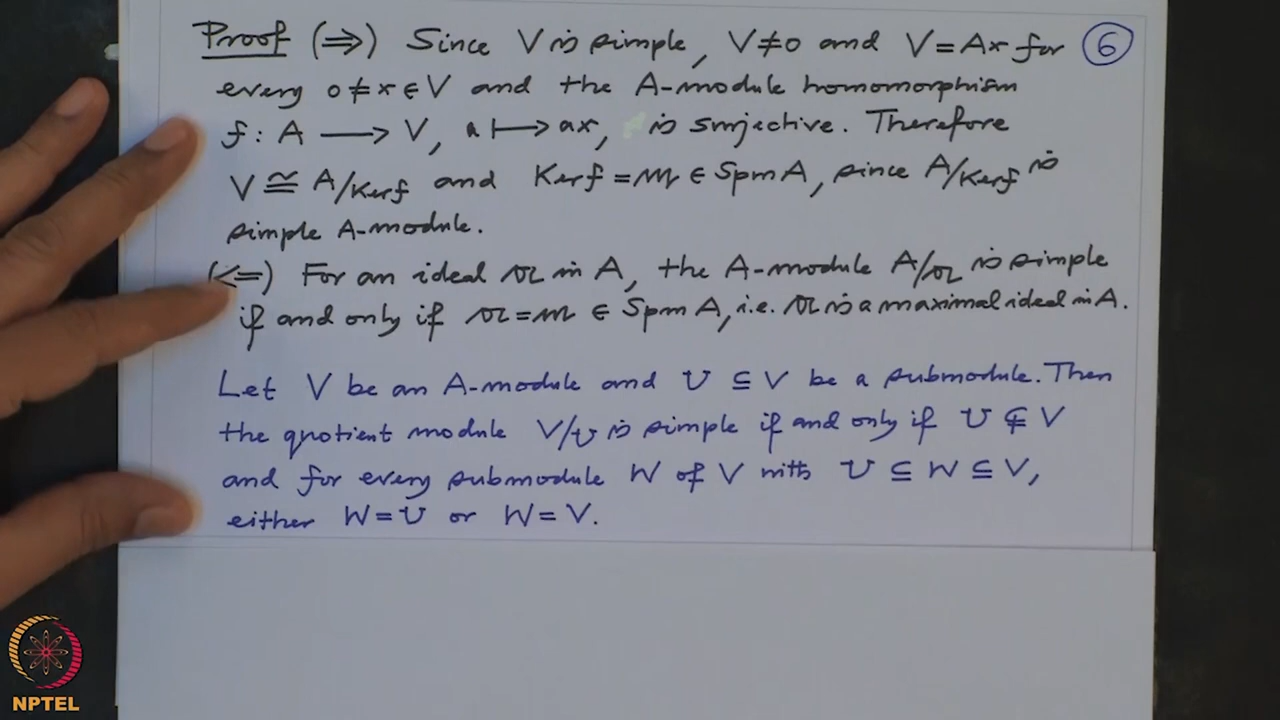 Proof (⇒) Since V is simple, V≠0 and V=Ax for ⑥
every 0≠x∈V and the A-module homomorphism
f: A ⟶ V, a ⟼ ax, is surjective. Therefore
V ≅ A/Kerf and Kerf = 𝔪 ∈ Spm A, since A/Kerf is
simple A-module.
(⇐) For an ideal 𝔞 in A, the A-module A/𝔞 is simple
if and only if 𝔞=𝔪 ∈ Spm A, i.e. 𝔞 is a maximal ideal in A.
Let V be an A-module and U ⊆ V be a submodule. Then
the quotient module V/U is simple if and only if U ⊊ V
and for every submodule W of V with U ⊆ W ⊆ V,
either W=U or W=V.
NPTEL